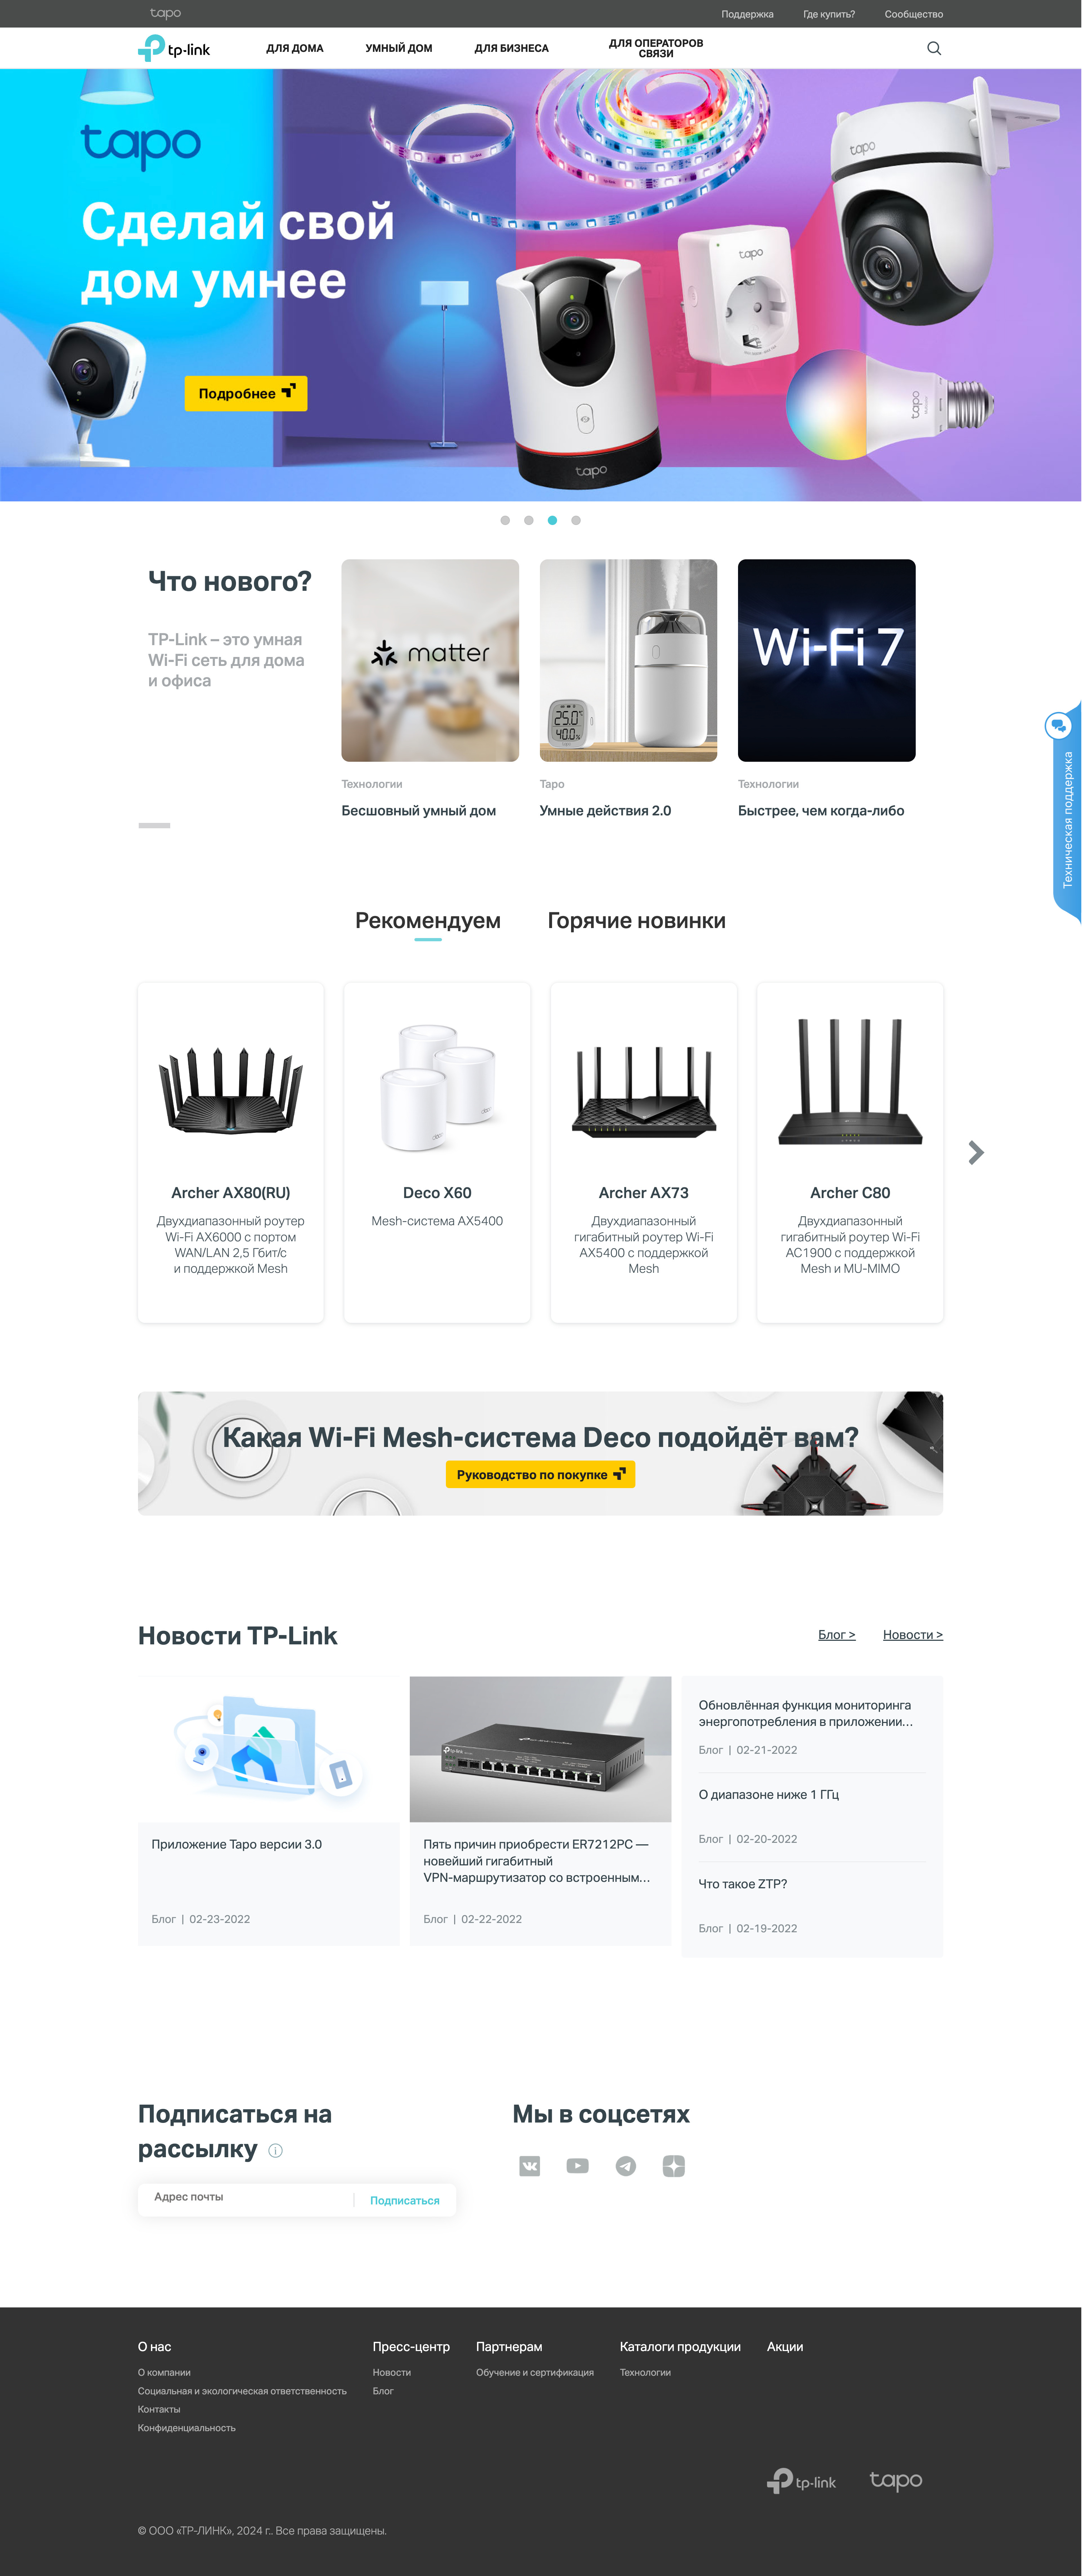 tapo
Поддержка
Где купить?
Сообщество
tp-link
ДЛЯ ДОМА
УМНЫЙ ДОМ
ДЛЯ БИЗНЕСА
ДЛЯ ОПЕРАТОРОВ
СВЯЗИ
tapo
Сделай свой
дом умнее
Подробнее
tapo
tapo
tapo
tapo
Что нового?
TP-Link – это умная
Wi-Fi сеть для дома
и офиса
matter
25.0°
40.0%
Wi-Fi 7
Технологии
Бесшовный умный дом
Tapo
Умные действия 2.0
Технологии
Быстрее, чем когда-либо
Техническая поддержка
Рекомендуем
Горячие новинки
deco
deco
Archer AX80(RU)
Двухдиапазонный роутер
Wi-Fi AX6000 с портом
WAN/LAN 2,5 Гбит/с
и поддержкой Mesh
Deco X60
Mesh-система AX5400
Archer AX73
Двухдиапазонный
гигабитный роутер Wi-Fi
AX5400 с поддержкой
Mesh
Archer C80
Двухдиапазонный
гигабитный роутер Wi-Fi
AC1900 с поддержкой
Mesh и MU-MIMO
Какая Wi-Fi Mesh-система Deco подойдёт вам?
Руководство по покупке
Новости TP-Link
Блог >
Новости >
tp-link
Приложение Tapo версии 3.0
Блог | 02-23-2022
Пять причин приобрести ER7212PC —
новейший гигабитный
VPN-маршрутизатор со встроенным...
Блог | 02-22-2022
Обновлённая функция мониторинга
энергопотребления в приложении...
Блог | 02-21-2022
О диапазоне ниже 1 ГГц
Блог | 02-20-2022
Что такое ZTP?
Блог | 02-19-2022
Подписаться на
рассылку
Адрес почты
Подписаться
Мы в соцсетях
О нас
О компании
Социальная и экологическая ответственность
Контакты
Конфиденциальность
Пресс-центр
Новости
Блог
Партнерам
Обучение и сертификация
Каталоги продукции
Технологии
Акции
tp-link
tapo
© ООО «ТР-ЛИНК», 2024 г.. Все права защищены.